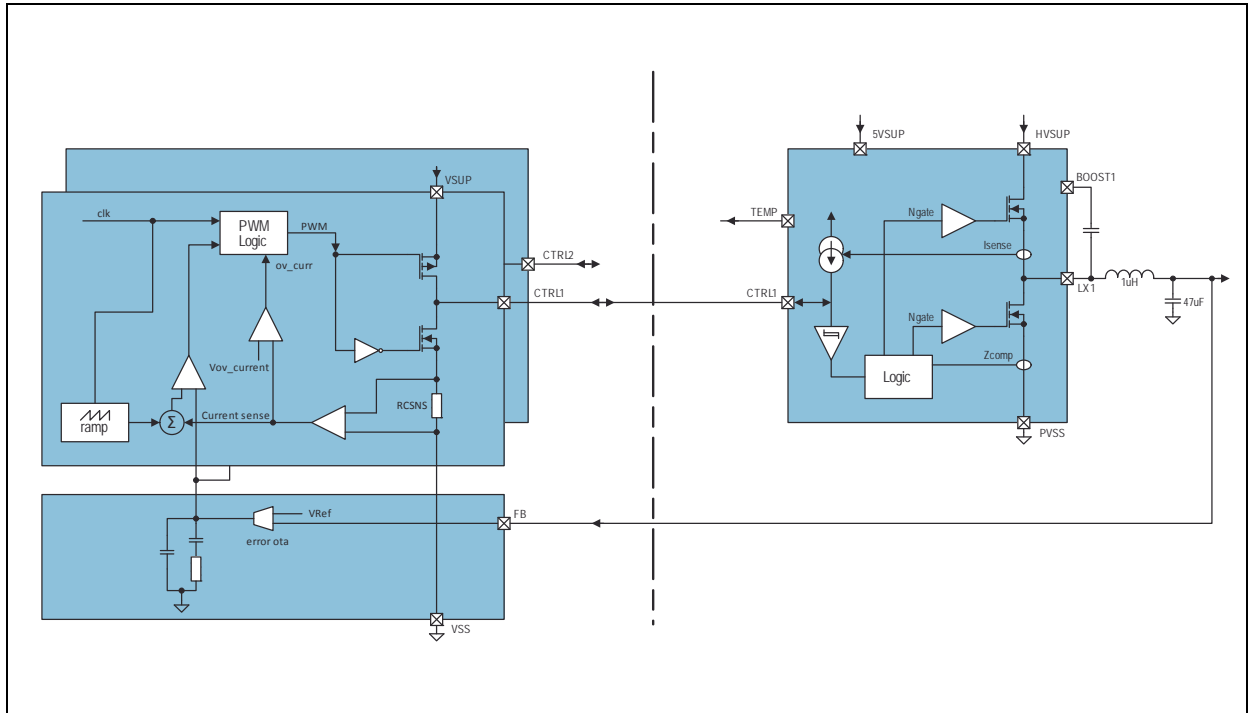 VSUP
clk
PWM
Logic
PWM
ov_curr
CTRL2
CTRL1
Vov_current
RCSNS
ramp
Σ
Current sense
VRef
error ota
FB
VSS
5VSUP
HVSUP
BOOST1
TEMP
Ngate
Isense
CTRL1
LX1
1uH
47uF
Ngate
Zcomp
Logic
PVSS